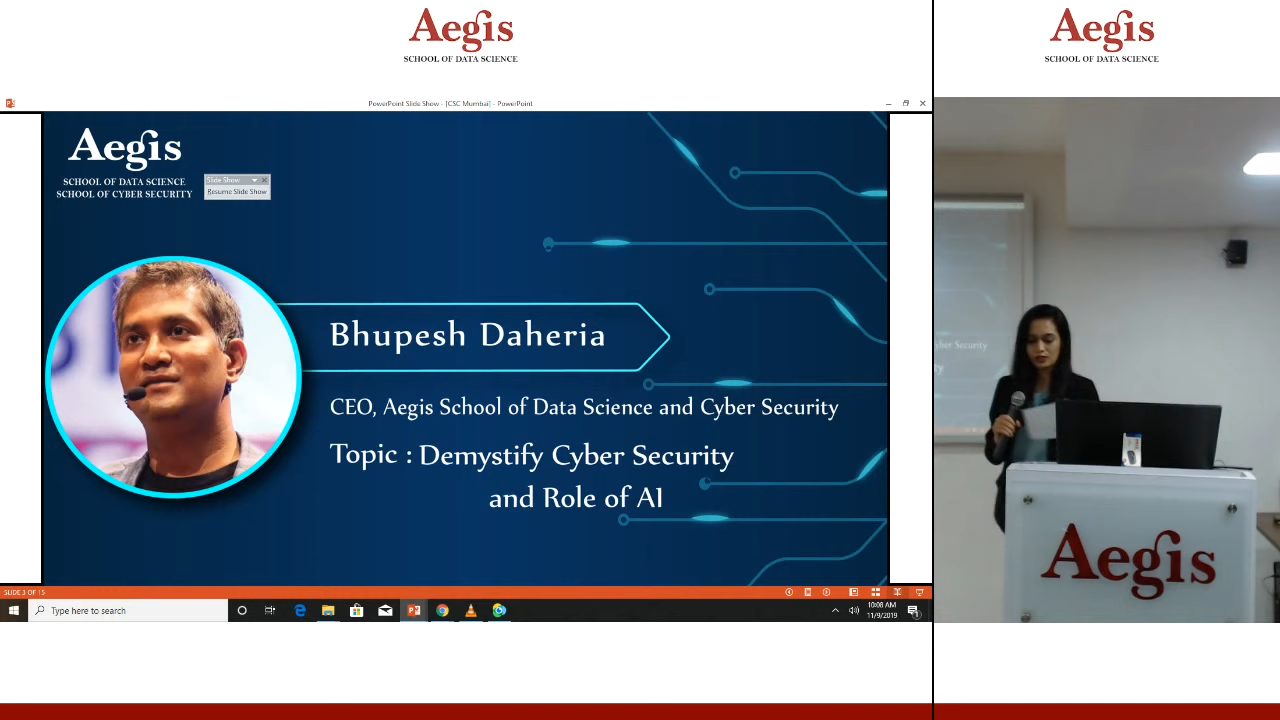 Aegis
SCHOOL OF DATA SCIENCE
Aegis
SCHOOL OF DATA SCIENCE
PowerPoint Slide Show - [CSC Mumbai] - PowerPoint
Aegis
SCHOOL OF DATA SCIENCE
SCHOOL OF CYBER SECURITY
Slide Show
Resume Slide Show
Bhupesh Daheria
CEO, Aegis School of Data Science and Cyber Security
Topic : Demystify Cyber Security
and Role of AI
SLIDE 3 OF 15
Type here to search
10:08 AM
11/9/2019
yber Security
Aegis